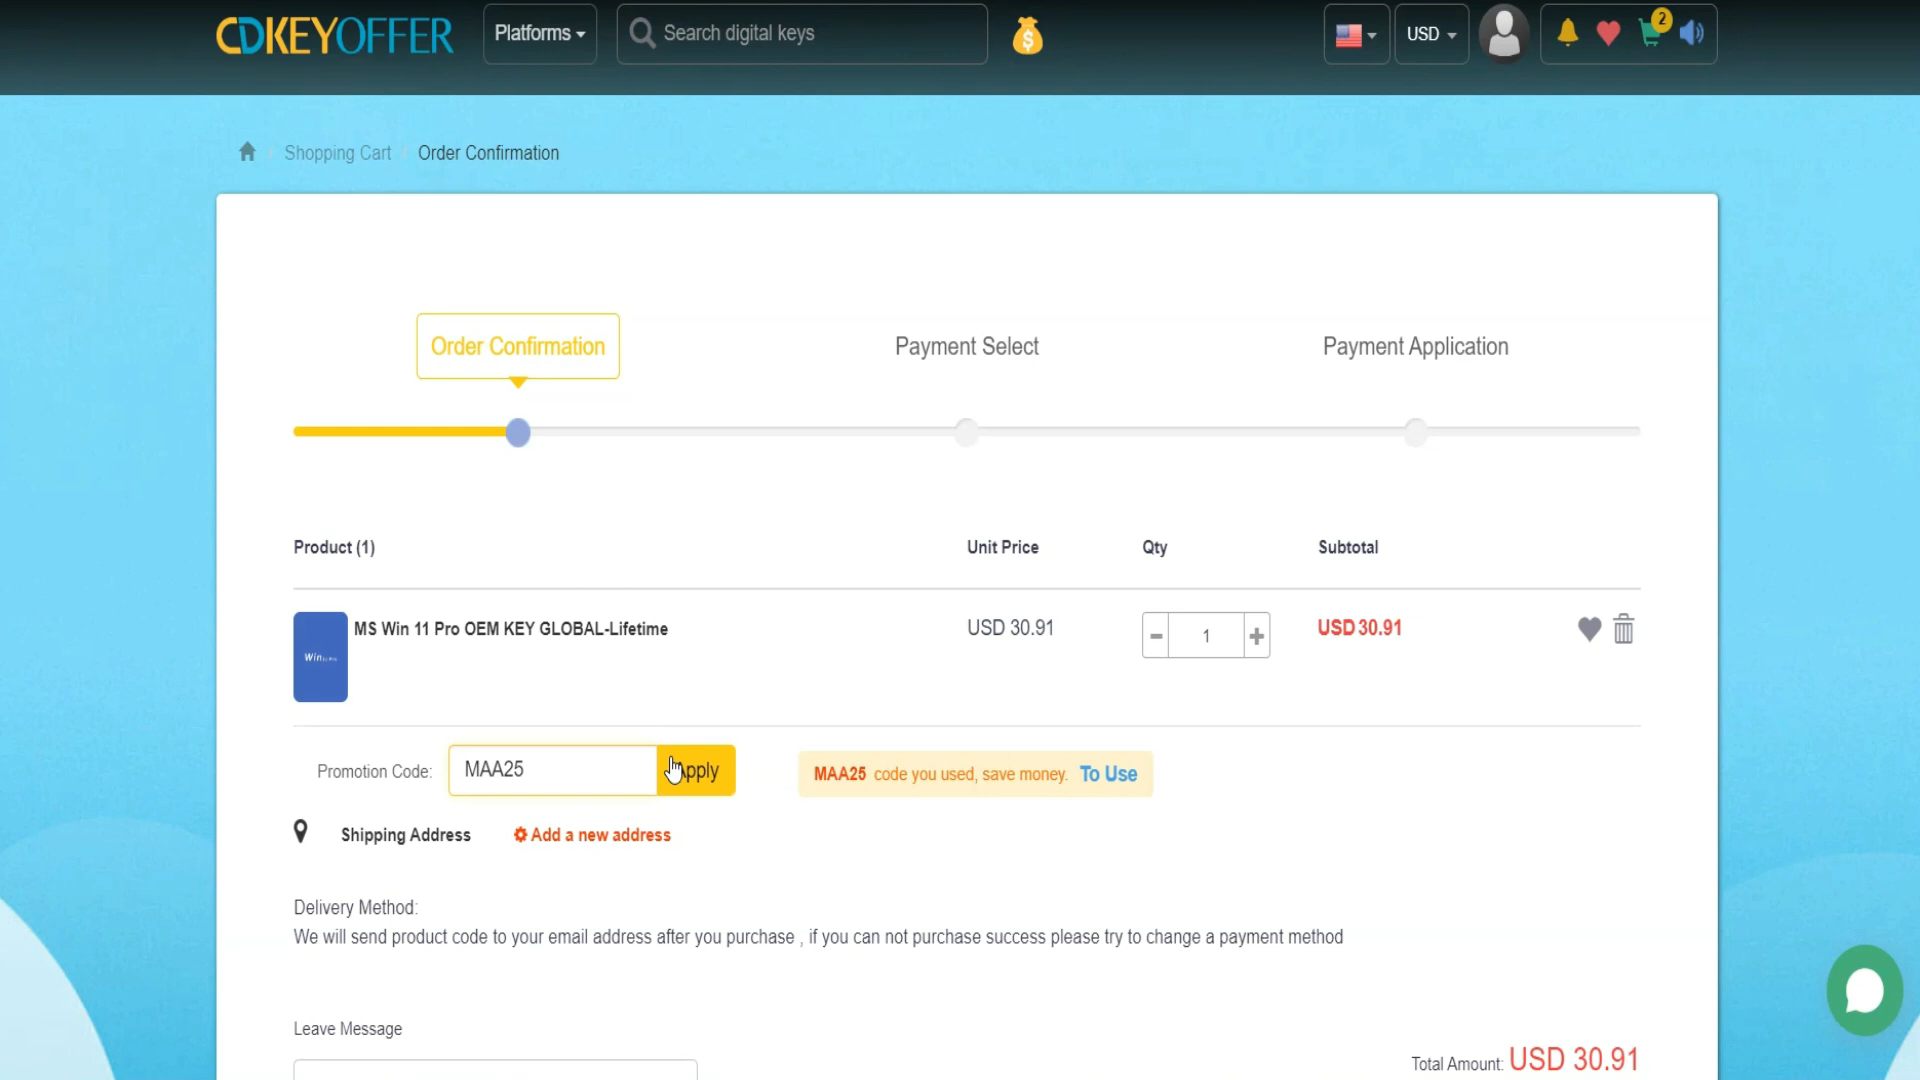 CDKEYOFFER
Platforms
Search digital keys
USD
2
Shopping Cart
Order Confirmation
Order Confirmation
Payment Select
Payment Application
Product (1)
Unit Price
Qty
Subtotal
MS Win 11 Pro OEM KEY GLOBAL-Lifetime
USD 30.91
1
USD 30.91
Promotion Code:
MAA25
Apply
MAA25 code you used, save money. To Use
Shipping Address
Add a new address
Delivery Method:
We will send product code to your email address after you purchase , if you can not purchase success please try to change a payment method
Leave Message
Total Amount: USD 30.91